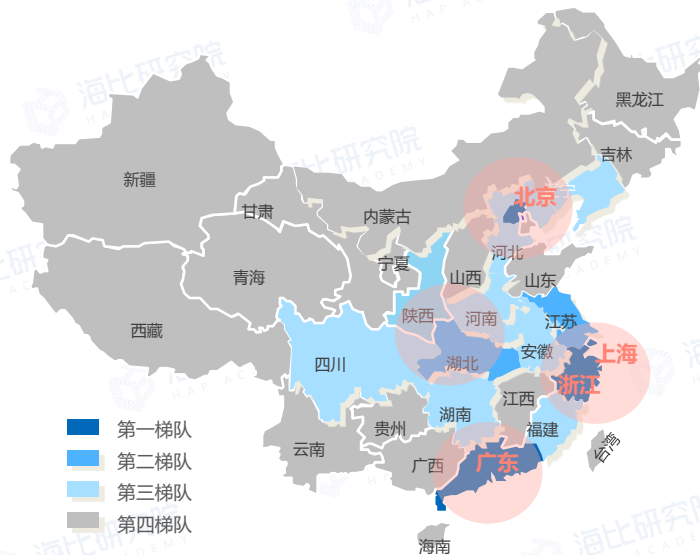 海比研究院
HAP ACADEMY
黑龙江
吉林
新疆
北京
甘肃
内蒙古
河北
宁夏
山西
山东
青海
陕西
河南
江苏
西藏
安徽
上海
四川
湖北
浙江
江西
湖南
第一梯队
贵州
福建
云南
台湾
第二梯队
广西
广东
第三梯队
第四梯队
海南